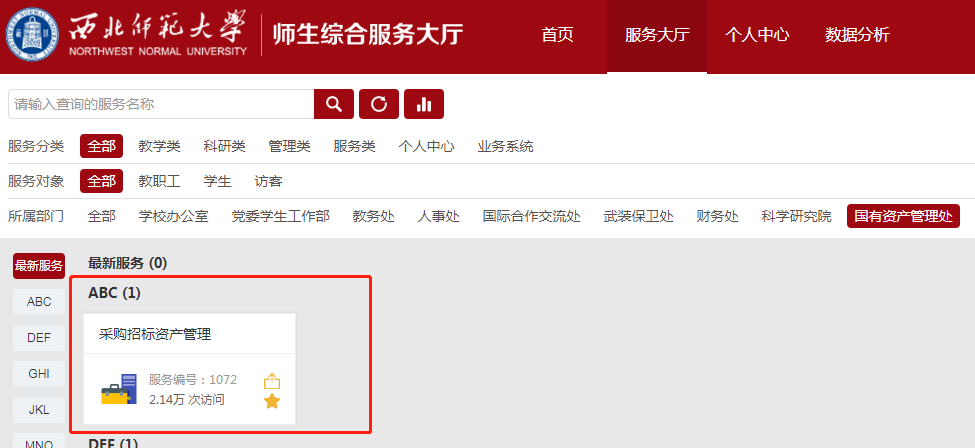 西北师范大学
NORTHWEST NORMAL UNIVERSITY
师生综合服务大厅
首页 服务大厅 个人中心 数据分析
请输入查询的服务名称
服务分类 全部 教学类 科研类 管理类 服务类 个人中心 业务系统
服务对象 全部 教职工 学生 访客
所属部门 全部 学校办公室 党委学生工作部 教务处 人事处 国际合作交流处 武装保卫处 财务处 科学研究院 国有资产管理处
最新服务
ABC
DEF
GHI
JKL
MNO
最新服务 (0)
ABC (1)
采购招标资产管理
服务编号：1072
2.14万 次访问
DEF (1)